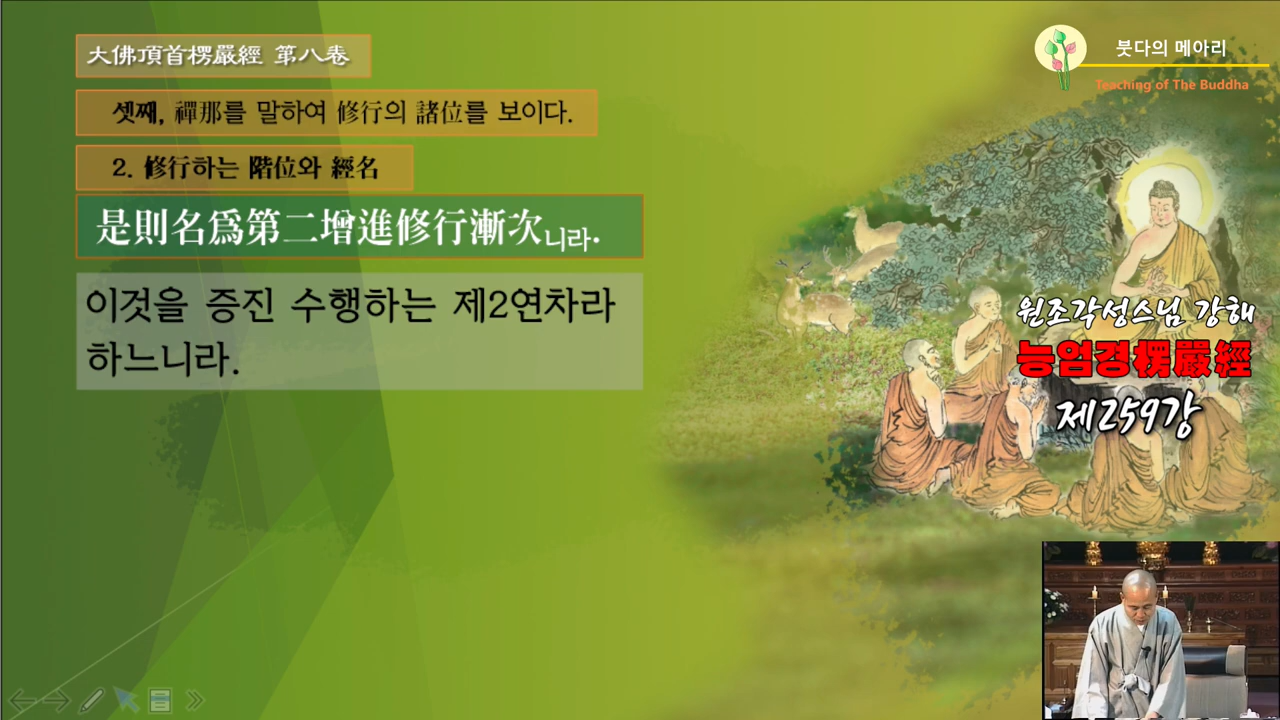 大佛頂首楞嚴經 第八卷
셋째, 禪那를 말하여 修行의 諸位를 보이다.
2. 修行하는 階位와 經名
是則名爲第二增進修行漸次니라.
이것을 증진 수행하는 제2연차라
하느니라.
붓다의 메아리
Teaching of The Buddha
원조각성스님 강해
능엄경楞嚴經
제259강